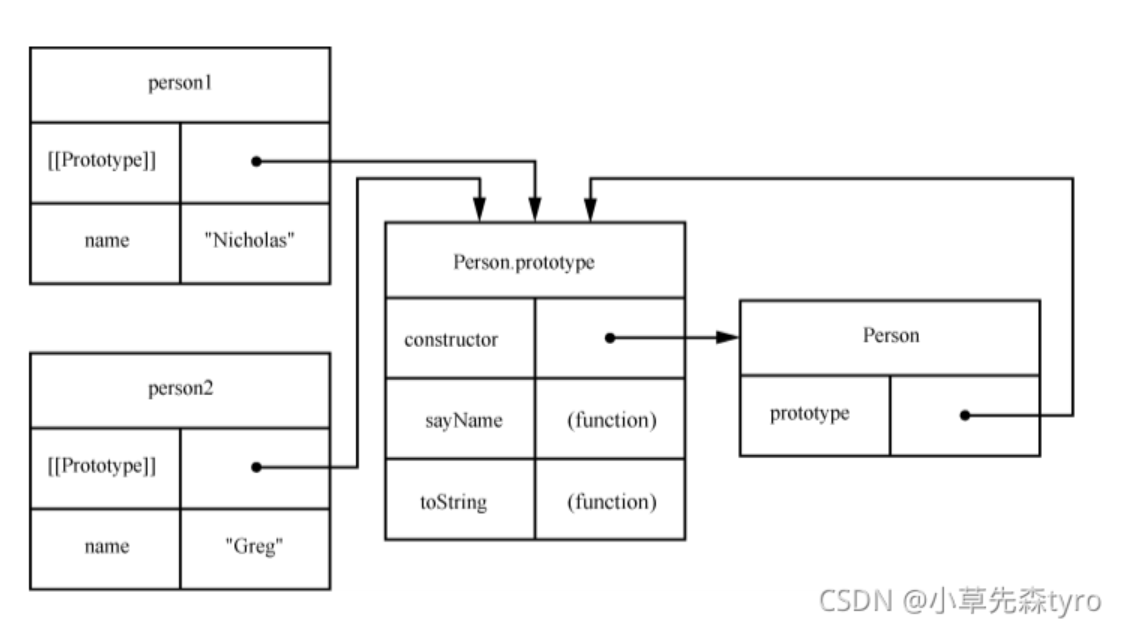 person1
[[Prototype]]
name "Nicholas"
person2
[[Prototype]]
name "Greg"
Person.prototype
constructor
sayName (function)
toString (function)
Person
prototype
CSDN @小草先森tyro